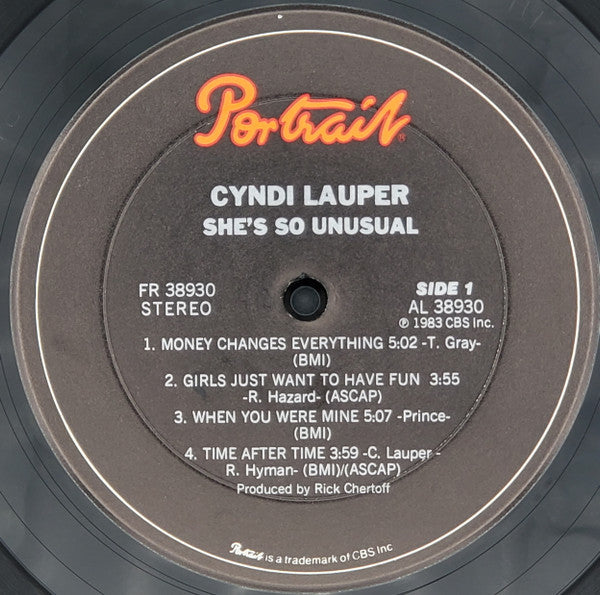 Portrait®
CYNDI LAUPER
SHE'S SO UNUSUAL
FR 38930
STEREO
SIDE 1
AL 38930
℗ 1983 CBS Inc.
1. MONEY CHANGES EVERYTHING 5:02 -T. Gray-
(BMI)
2. GIRLS JUST WANT TO HAVE FUN 3:55
-R. Hazard- (ASCAP)
3. WHEN YOU WERE MINE 5:07 -Prince-
(BMI)
4. TIME AFTER TIME 3:59 -C. Lauper -
R. Hyman- (BMI)/(ASCAP)
Produced by Rick Chertoff
Portrait is a trademark of CBS Inc